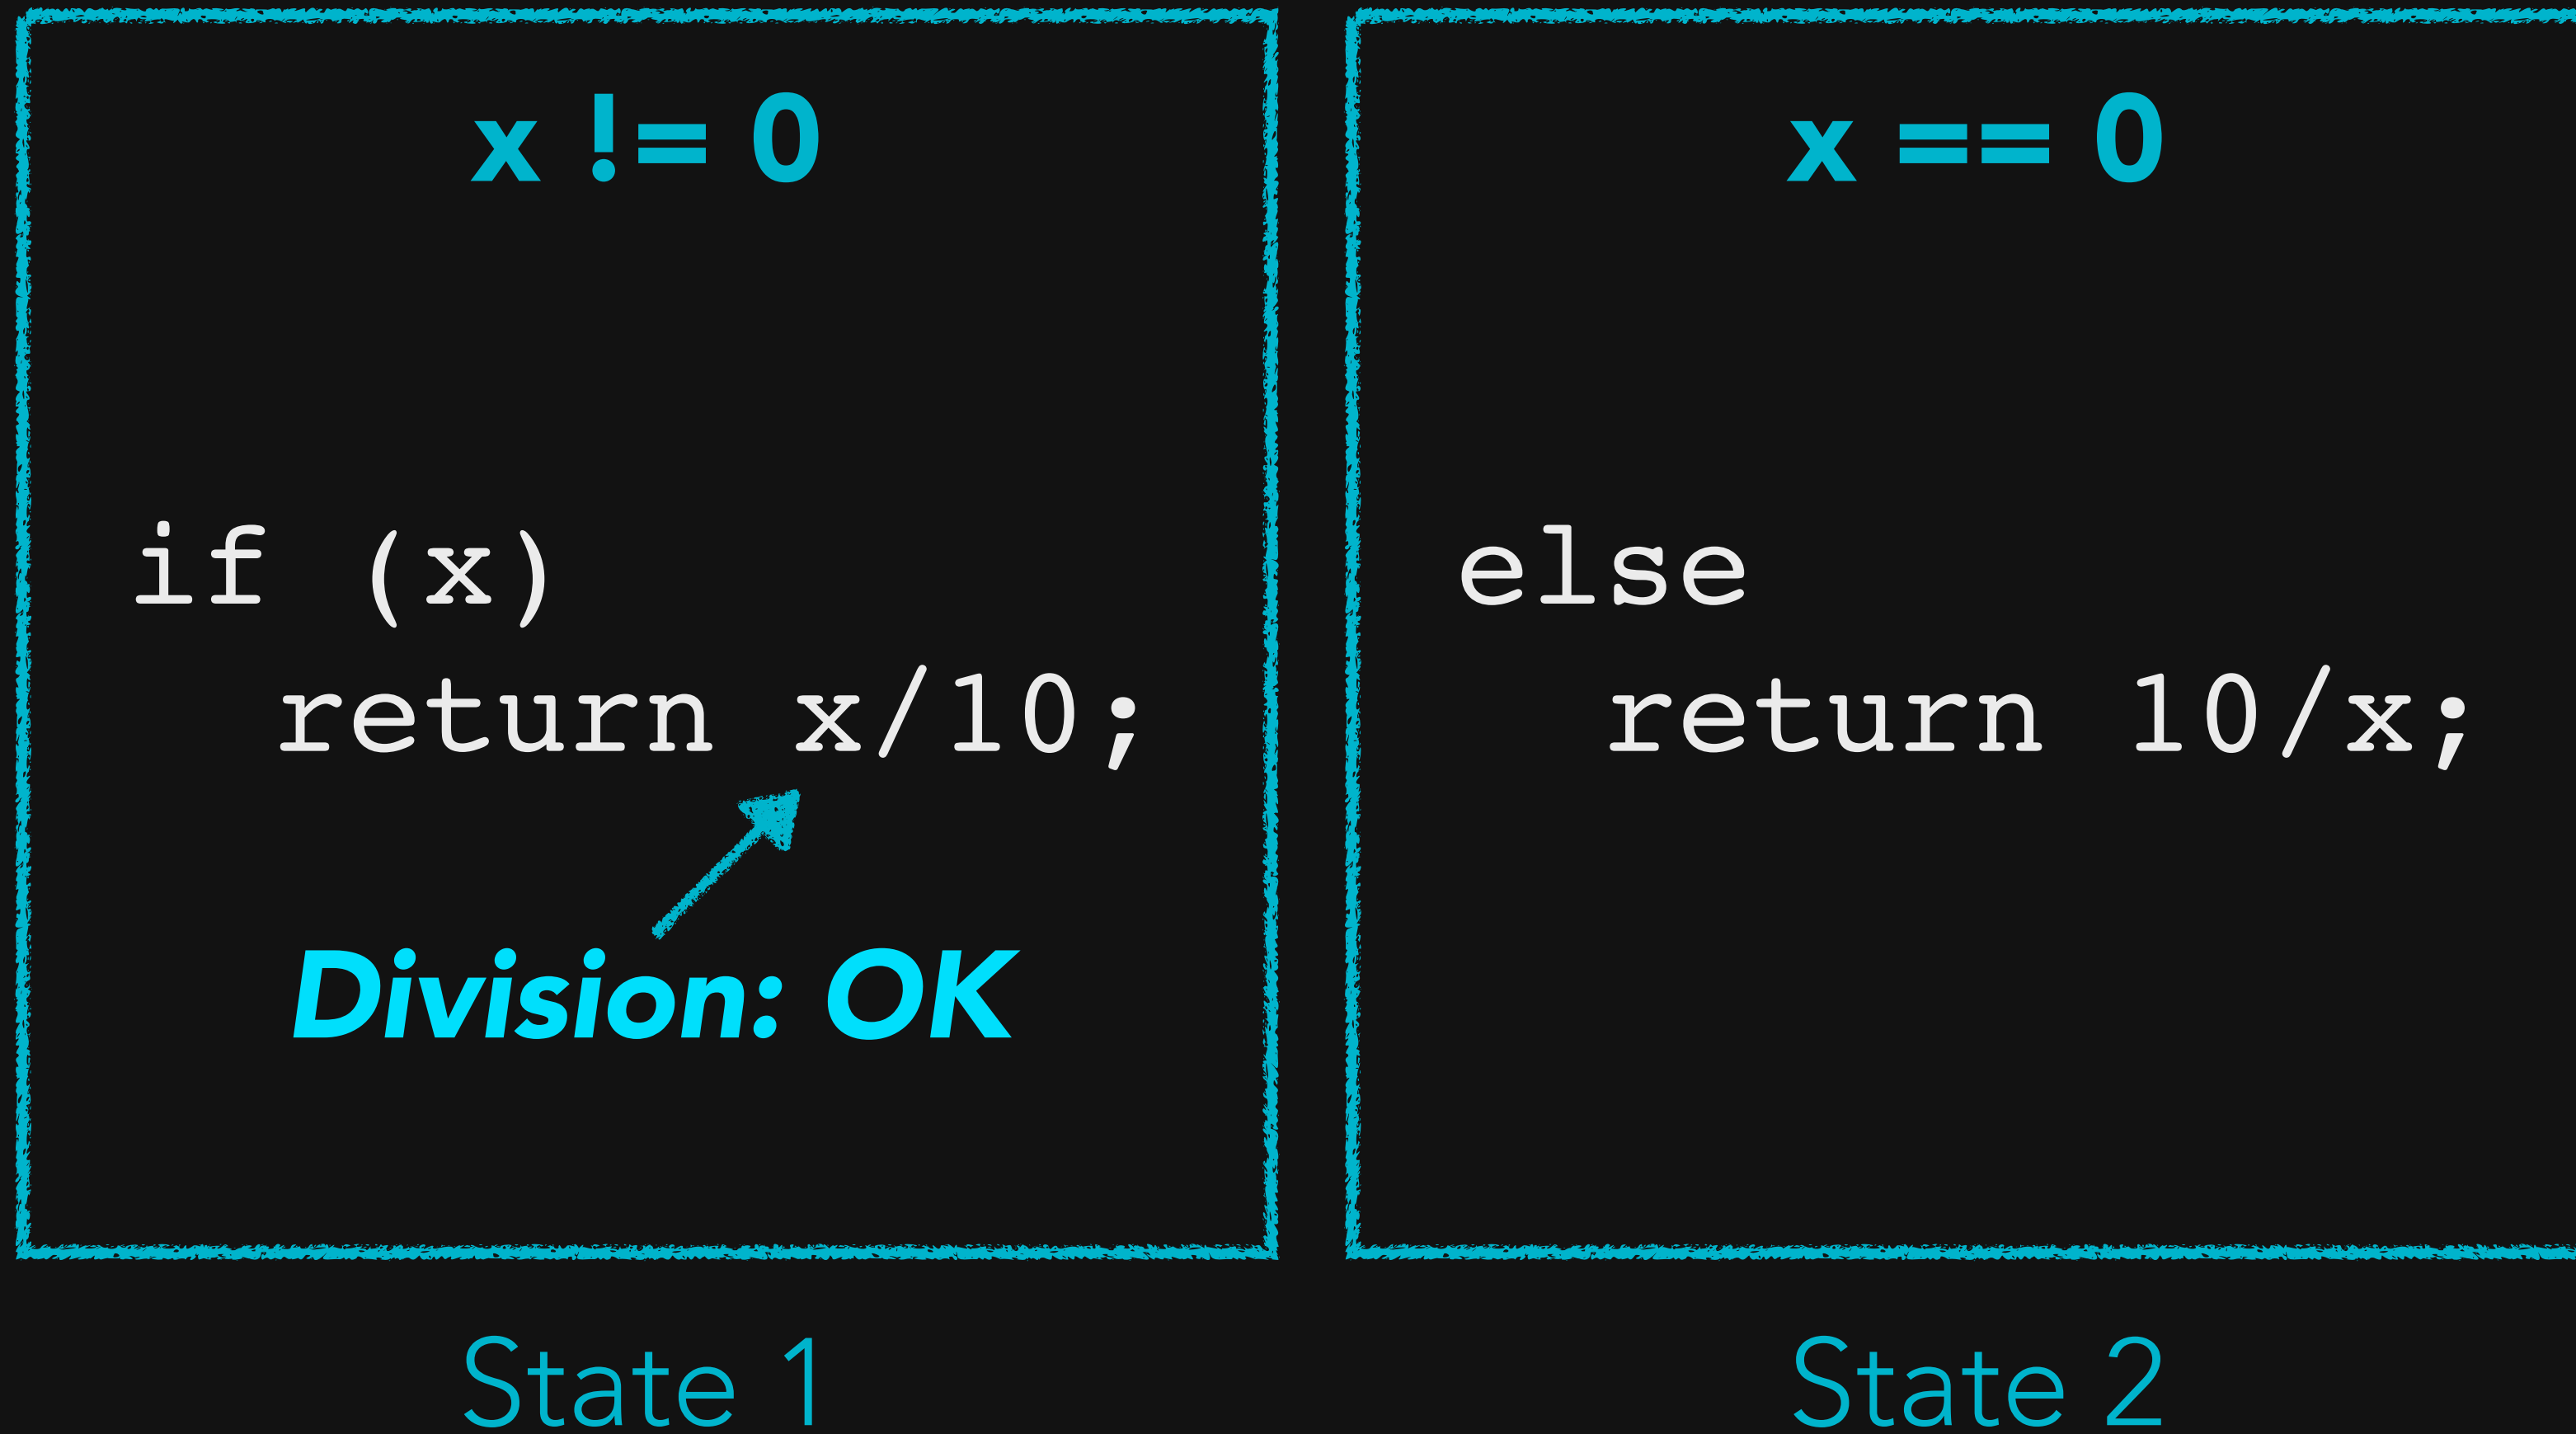 x != 0
if (x)
return x/10;
Division: OK
State 1
x == 0
else
return 10/x;
State 2